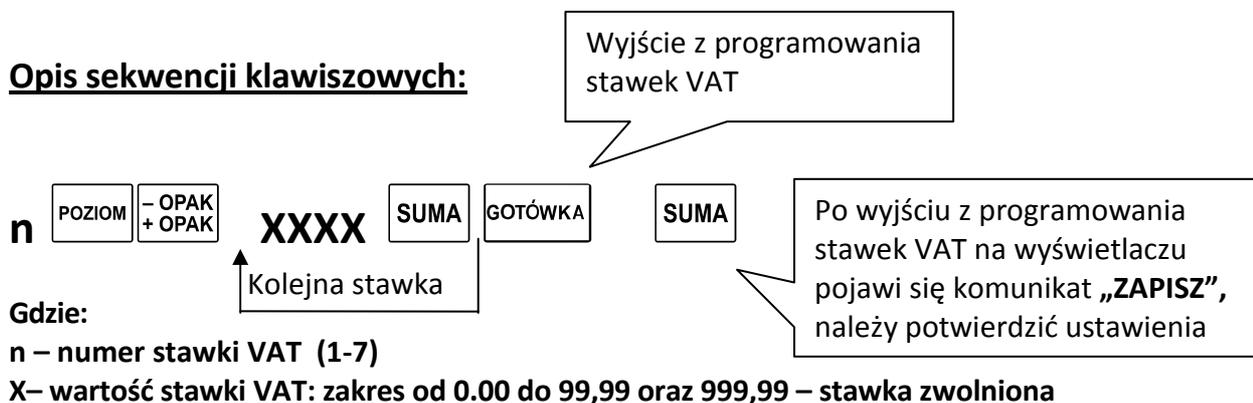 Wyjście z programowania
stawek VAT
Opis sekwencji klawiszowych:
n POZIOM – OPAK
+ OPAK XXXX SUMA GOTÓWKA SUMA
Kolejna stawka
Po wyjściu z programowania
stawek VAT na wyświetlaczu
pojawi się komunikat „ZAPISZ”,
należy potwierdzić ustawienia
Gdzie:
n – numer stawki VAT (1-7)
X– wartość stawki VAT: zakres od 0.00 do 99,99 oraz 999,99 – stawka zwolniona